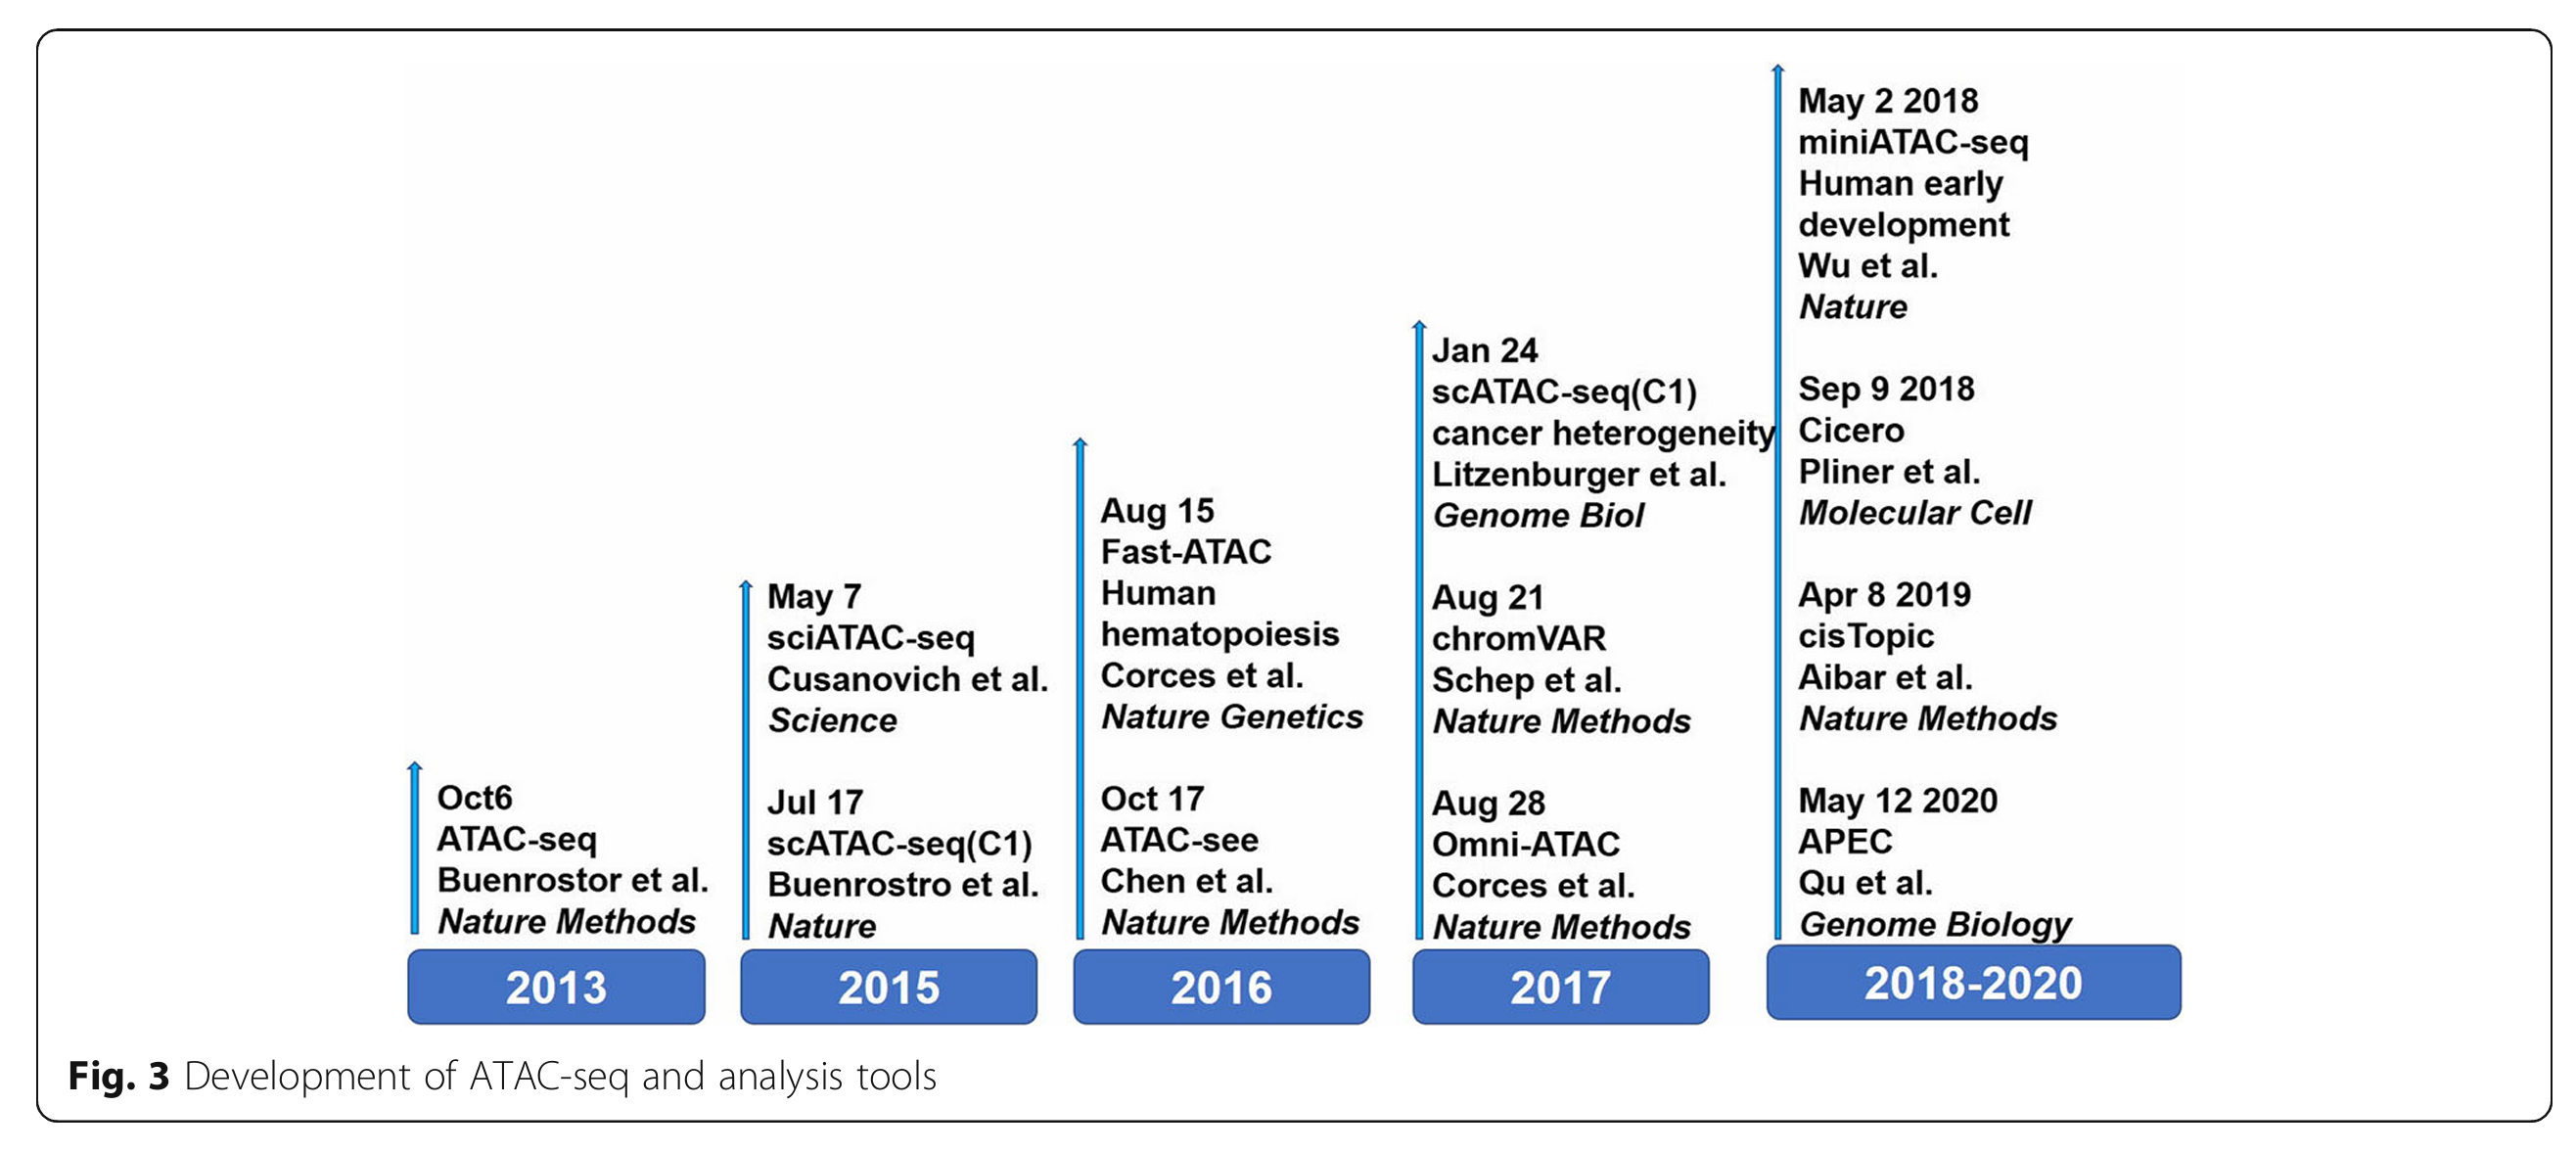 Oct6
ATAC-seq
Buenrostor et al.
Nature Methods
2013
May 7
sciATAC-seq
Cusanovich et al.
Science
Jul 17
scATAC-seq(C1)
Buenrostro et al.
Nature
2015
Aug 15
Fast-ATAC
Human
hematopoiesis
Corces et al.
Nature Genetics
Oct 17
ATAC-see
Chen et al.
Nature Methods
2016
Jan 24
scATAC-seq(C1)
cancer heterogeneity
Litzenburger et al.
Genome Biol
Aug 21
chromVAR
Schep et al.
Nature Methods
Aug 28
Omni-ATAC
Corces et al.
Nature Methods
2017
May 2 2018
miniATAC-seq
Human early
development
Wu et al.
Nature
Sep 9 2018
Cicero
Pliner et al.
Molecular Cell
Apr 8 2019
cisTopic
Aibar et al.
Nature Methods
May 12 2020
APEC
Qu et al.
Genome Biology
2018-2020
Fig. 3 Development of ATAC-seq and analysis tools